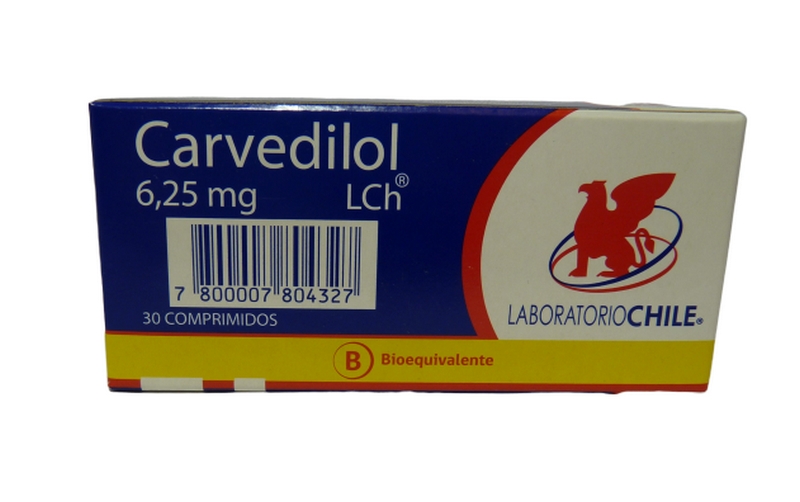 Carvedilol
6,25 mg LCh®
7 800007 804327
30 COMPRIMIDOS
LABORATORIOCHILE®
B Bioequivalente